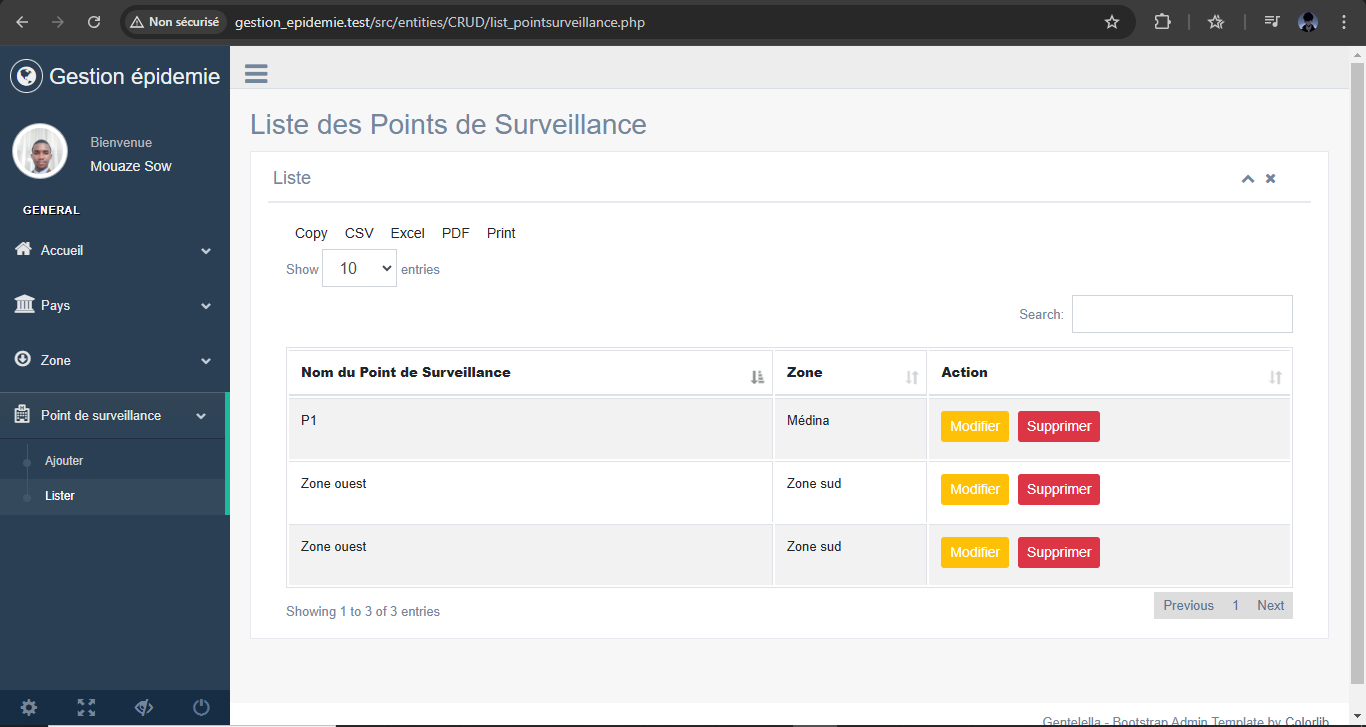 Non sécurisé gestion_epidemie.test/src/entities/CRUD/list_pointsurveillance.php
Gestion épidemie
Bienvenue
Mouaze Sow
GENERAL
Accueil
Pays
Zone
Point de surveillance
Ajouter
Lister
Liste des Points de Surveillance
Liste
Copy CSV Excel PDF Print
Show 10 entries
Search:
Nom du Point de Surveillance Zone Action
P1 Médina Modifier Supprimer
Zone ouest Zone sud Modifier Supprimer
Zone ouest Zone sud Modifier Supprimer
Showing 1 to 3 of 3 entries
Previous 1 Next
Gentelella - Bootstrap Admin Template by Colorlib